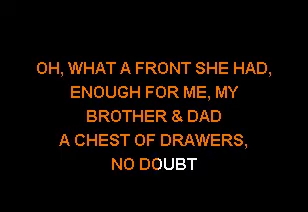 OH, WHAT A FRONT SHE HAD,
ENOUGH FOR ME, MY
BROTHER & DAD
A CHEST OF DRAWERS,
NO DOUBT